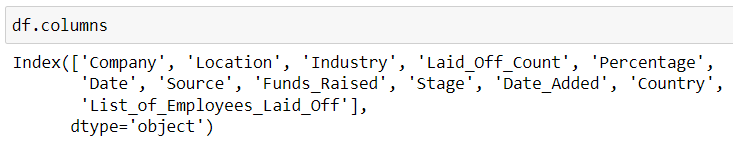 df.columns
Index(['Company', 'Location', 'Industry', 'Laid_Off_Count', 'Percentage',
'Date', 'Source', 'Funds_Raised', 'Stage', 'Date_Added', 'Country',
'List_of_Employees_Laid_Off'],
dtype='object')